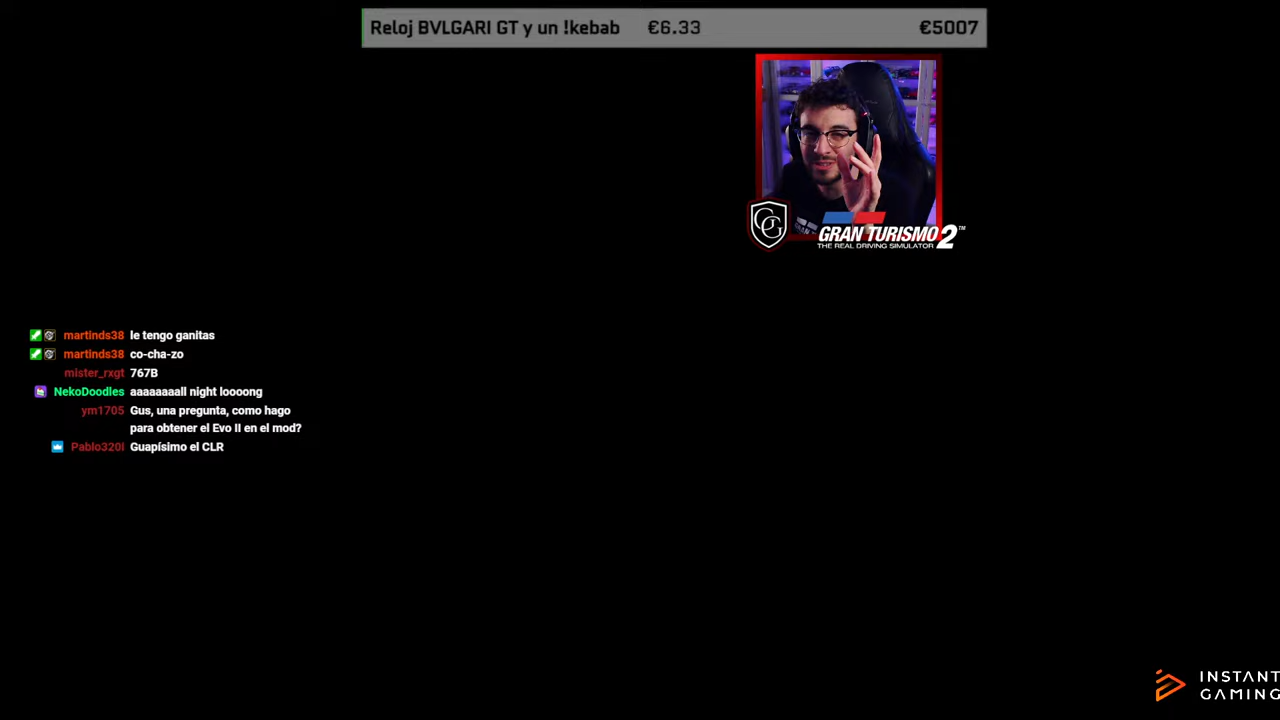 Reloj BVLGARI GT y un !kebab €6.33 €5007
GRAN TURISMO 2™
THE REAL DRIVING SIMULATOR
martinds38 le tengo ganitas
martinds38 co-cha-zo
mister_rxgt 767B
NekoDoodles aaaaaaaall night loooong
ym1705 Gus, una pregunta, como hago
para obtener el Evo II en el mod?
Pablo320I Guapísimo el CLR
INSTANT
GAMING